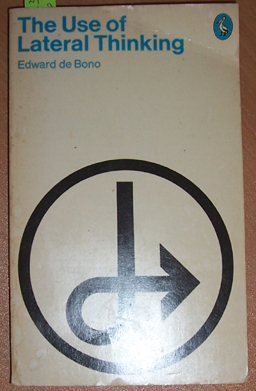 The Use of
Lateral Thinking
Edward de Bono